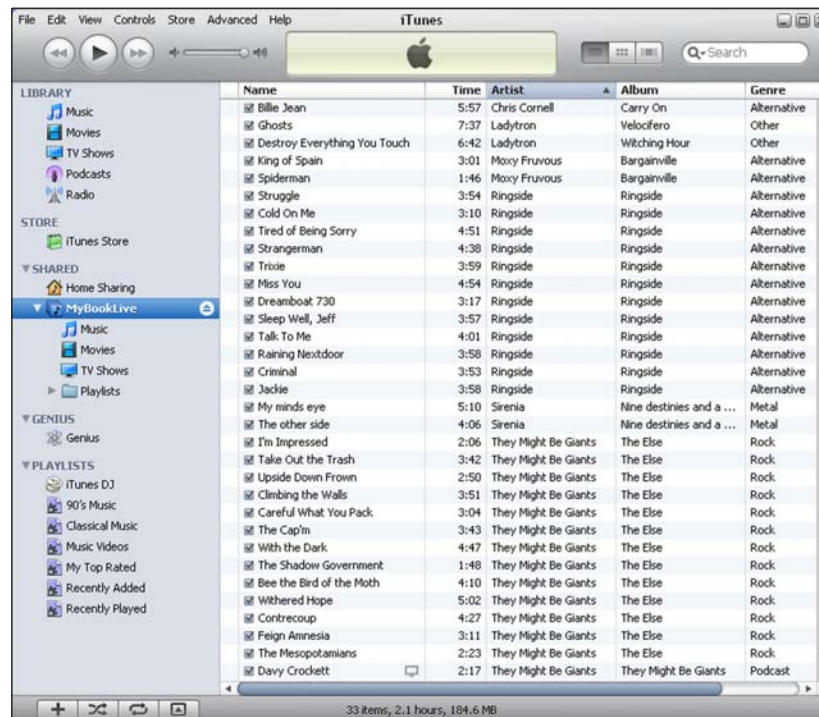 File Edit View Controls Store Advanced Help iTunes
Search
LIBRARY
Music
Movies
TV Shows
Podcasts
Radio
STORE
iTunes Store
SHARED
Home Sharing
MyBookLive
Music
Movies
TV Shows
Playlists
GENIUS
Genius
PLAYLISTS
iTunes DJ
90's Music
Classical Music
Music Videos
My Top Rated
Recently Added
Recently Played
Name Time Artist Album Genre
Billie Jean 5:57 Chris Cornell Carry On Alternative
Ghosts 7:37 Ladytron Velocifero Other
Destroy Everything You Touch 6:42 Ladytron Witching Hour Other
King of Spain 3:01 Moxy Fruvous Bargainville Alternative
Spiderman 1:46 Moxy Fruvous Bargainville Alternative
Struggle 3:54 Ringside Ringside Alternative
Cold On Me 3:10 Ringside Ringside Alternative
Tired of Being Sorry 4:51 Ringside Ringside Alternative
Strangerman 4:38 Ringside Ringside Alternative
Trixie 3:59 Ringside Ringside Alternative
Miss You 4:54 Ringside Ringside Alternative
Dreamboat 730 3:17 Ringside Ringside Alternative
Sleep Well, Jeff 3:57 Ringside Ringside Alternative
Talk To Me 4:01 Ringside Ringside Alternative
Raining Nextdoor 3:58 Ringside Ringside Alternative
Criminal 3:53 Ringside Ringside Alternative
Jackie 3:58 Ringside Ringside Alternative
My minds eye 5:10 Sirenia Nine destinies and a ... Metal
The other side 4:06 Sirenia Nine destinies and a ... Metal
I'm Impressed 2:06 They Might Be Giants The Else Rock
Take Out the Trash 3:42 They Might Be Giants The Else Rock
Upside Down Frown 2:50 They Might Be Giants The Else Rock
Climbing the Walls 3:51 They Might Be Giants The Else Rock
Careful What You Pack 3:04 They Might Be Giants The Else Rock
The Cap'm 3:43 They Might Be Giants The Else Rock
With the Dark 4:47 They Might Be Giants The Else Rock
The Shadow Government 1:48 They Might Be Giants The Else Rock
Bee the Bird of the Moth 4:10 They Might Be Giants The Else Rock
Withered Hope 5:02 They Might Be Giants The Else Rock
Contrecoup 4:27 They Might Be Giants The Else Rock
Feign Amnesia 3:11 They Might Be Giants The Else Rock
The Mesopotamians 2:23 They Might Be Giants The Else Rock
Davy Crockett 2:17 They Might Be Giants They Might Be Giants Podcast
33 items, 2.1 hours, 184.6 MB